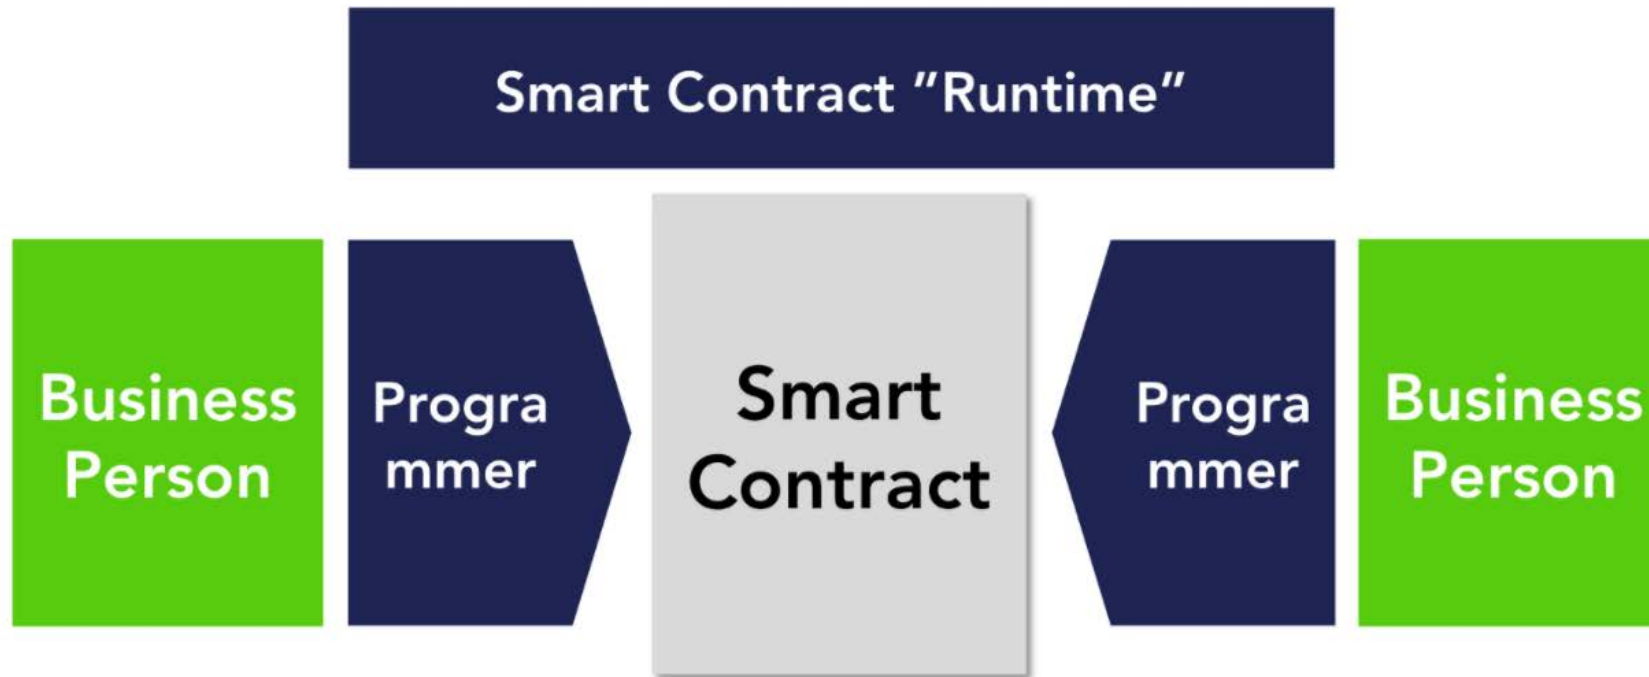 Smart Contract "Runtime"
Business
Person
Progra
mmer
Smart
Contract
Progra
mmer
Business
Person